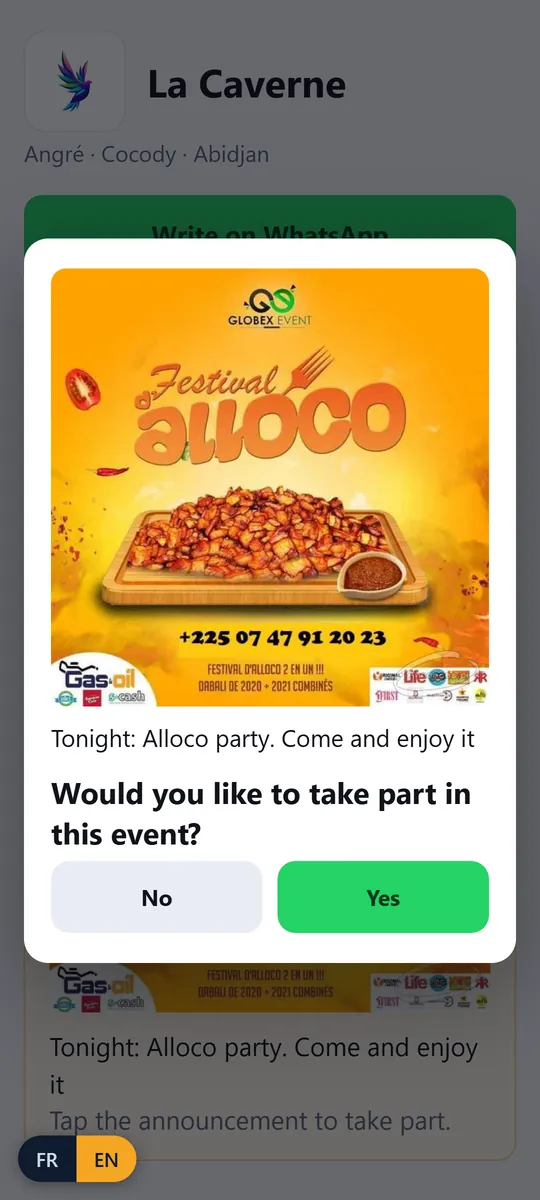 La Caverne
Angré · Cocody · Abidjan
Write on WhatsApp
GLOBEX EVENT
Festival
d'alloco
+225 07 47 91 20 23
Gas-oil
s-cash
FESTIVAL D'ALLOCO 2 EN UN !!!
DABALI DE 2020 + 2021 COMBINÉS
Life
FIRST
Tonight: Alloco party. Come and enjoy it
Would you like to take part in
this event?
No
Yes
Gas-oil
s-cash
FESTIVAL D'ALLOCO 2 EN UN !!!
DABALI DE 2020 + 2021 COMBINÉS
Life
FIRST
Tonight: Alloco party. Come and enjoy
it
Tap the announcement to take part.
FR
EN